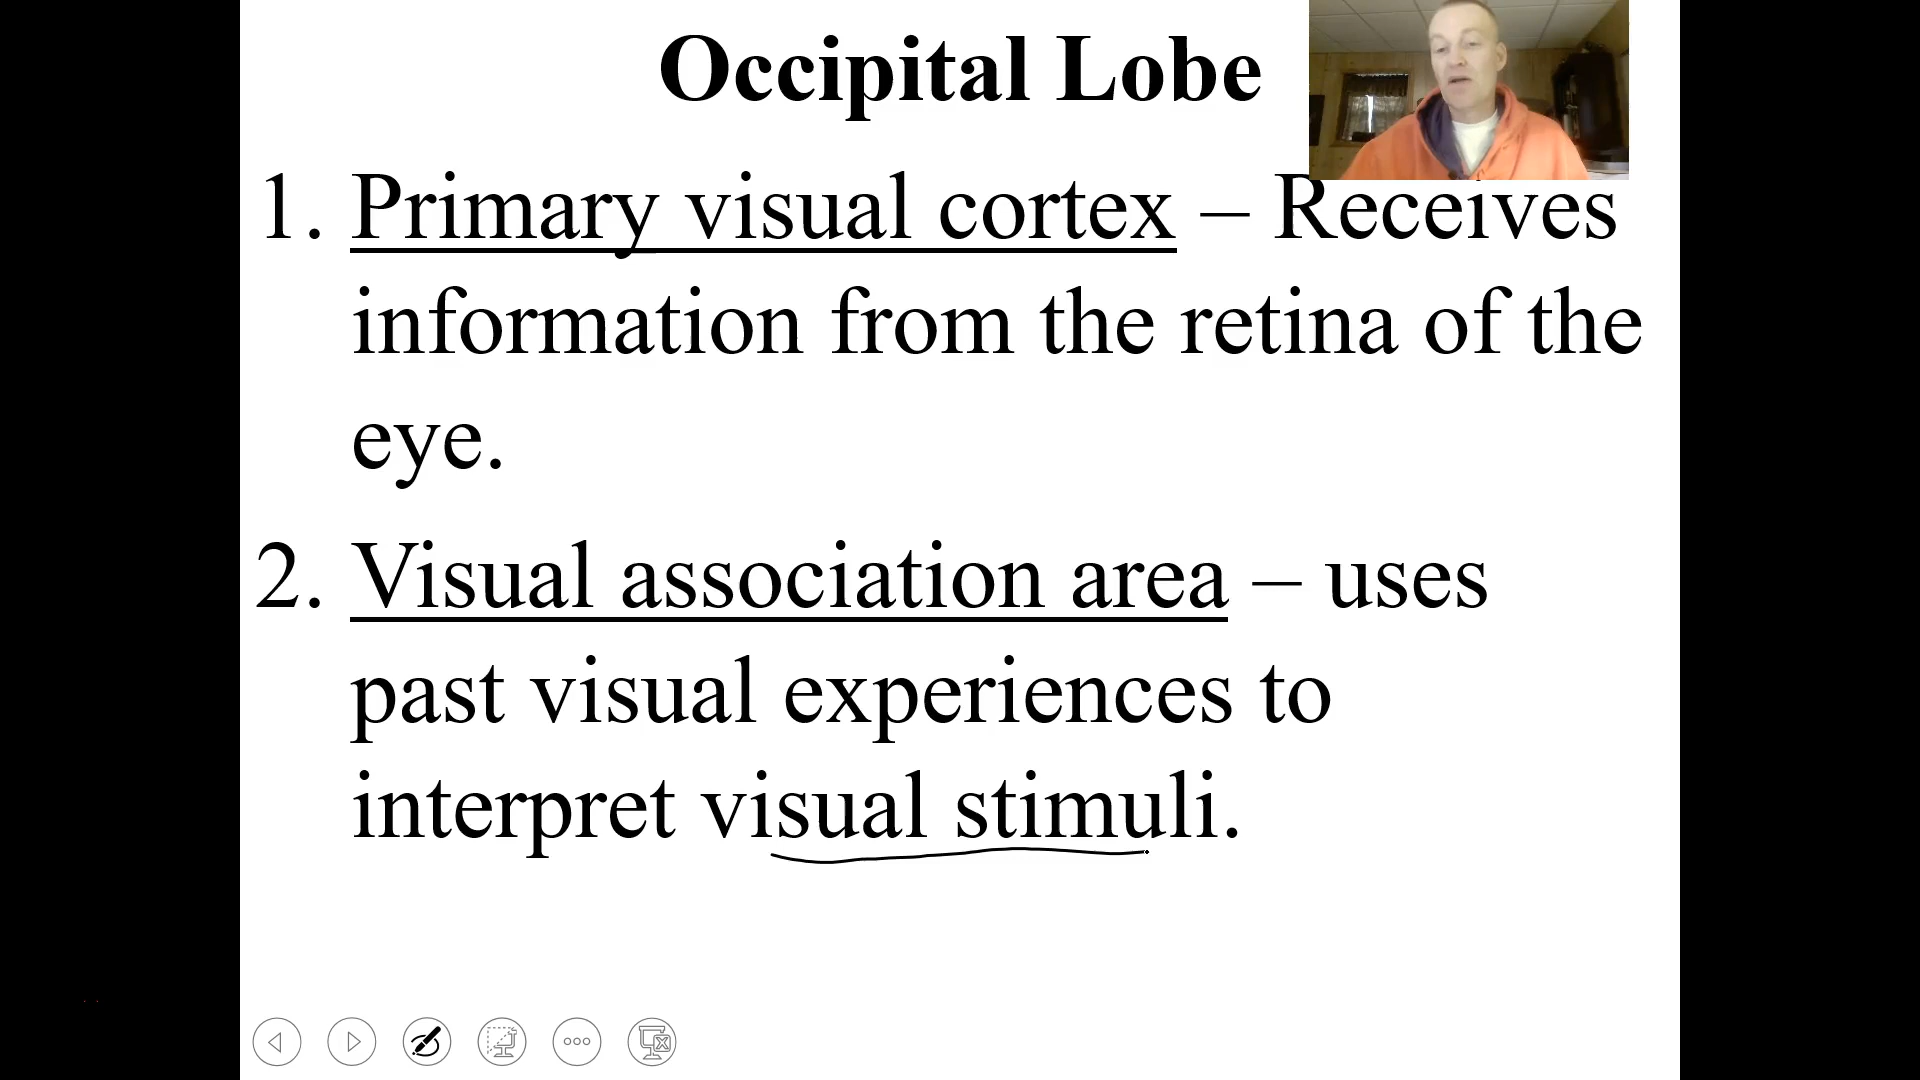 Occipital Lobe
1. Primary visual cortex – Receives
information from the retina of the
eye.
2. Visual association area – uses
past visual experiences to
interpret visual stimuli.